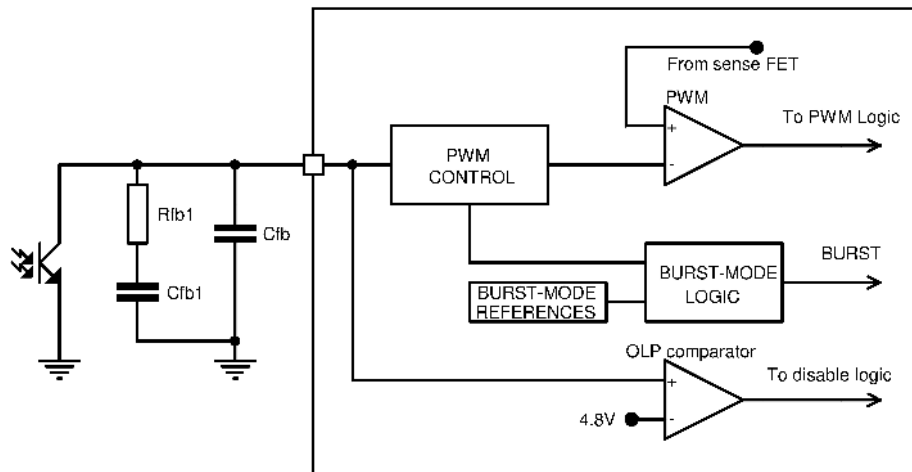 From sense FET
PWM
+
-
To PWM Logic
PWM
CONTROL
Rfb1
Cfb
Cfb1
BURST-MODE
LOGIC
BURST
BURST-MODE
REFERENCES
OLP comparator
+
-
To disable logic
4.8V